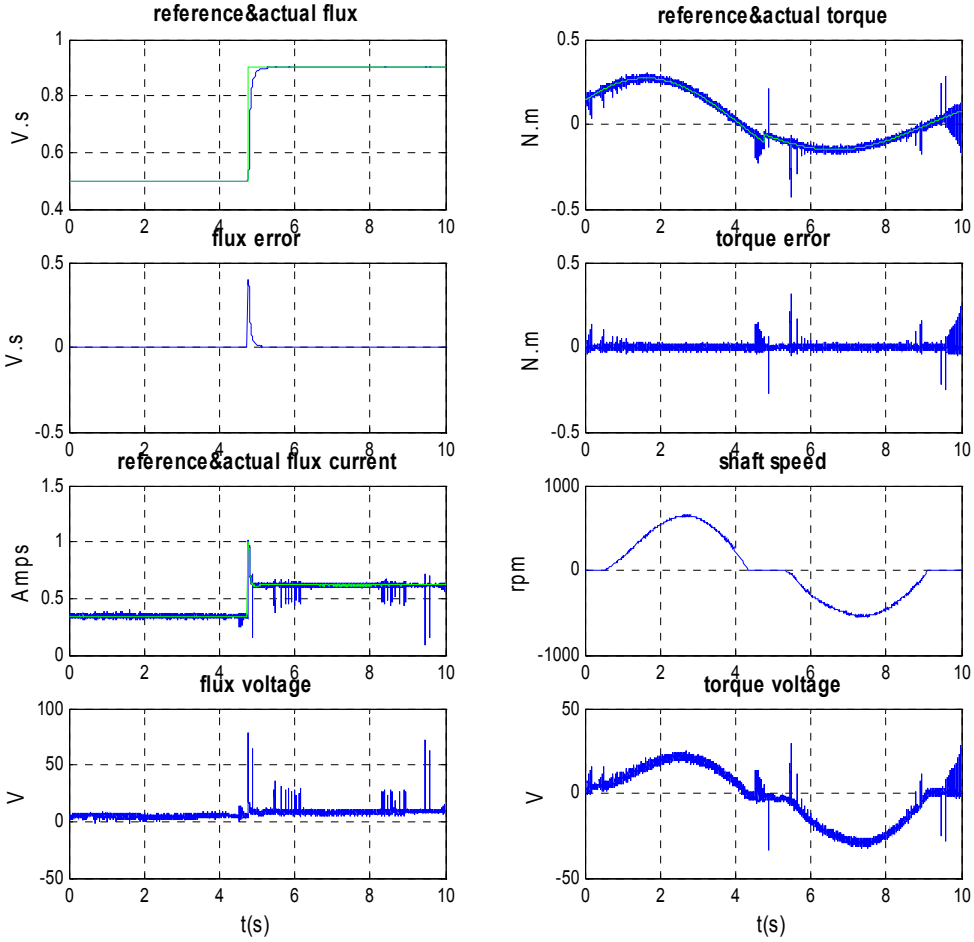 reference&actual flux
V.s
1
0.8
0.6
0.4
0 2 4 6 8 10
reference&actual torque
N.m
0.5
0
-0.5
0 2 4 6 8 10
flux error
V.s
0.5
0
-0.5
0 2 4 6 8 10
torque error
N.m
0.5
0
-0.5
0 2 4 6 8 10
reference&actual flux current
Amps
1.5
1
0.5
0
0 2 4 6 8 10
shaft speed
rpm
1000
0
-1000
0 2 4 6 8 10
flux voltage
V
100
50
0
-50
0 2 4 6 8 10
t(s)
torque voltage
V
50
0
-50
0 2 4 6 8 10
t(s)